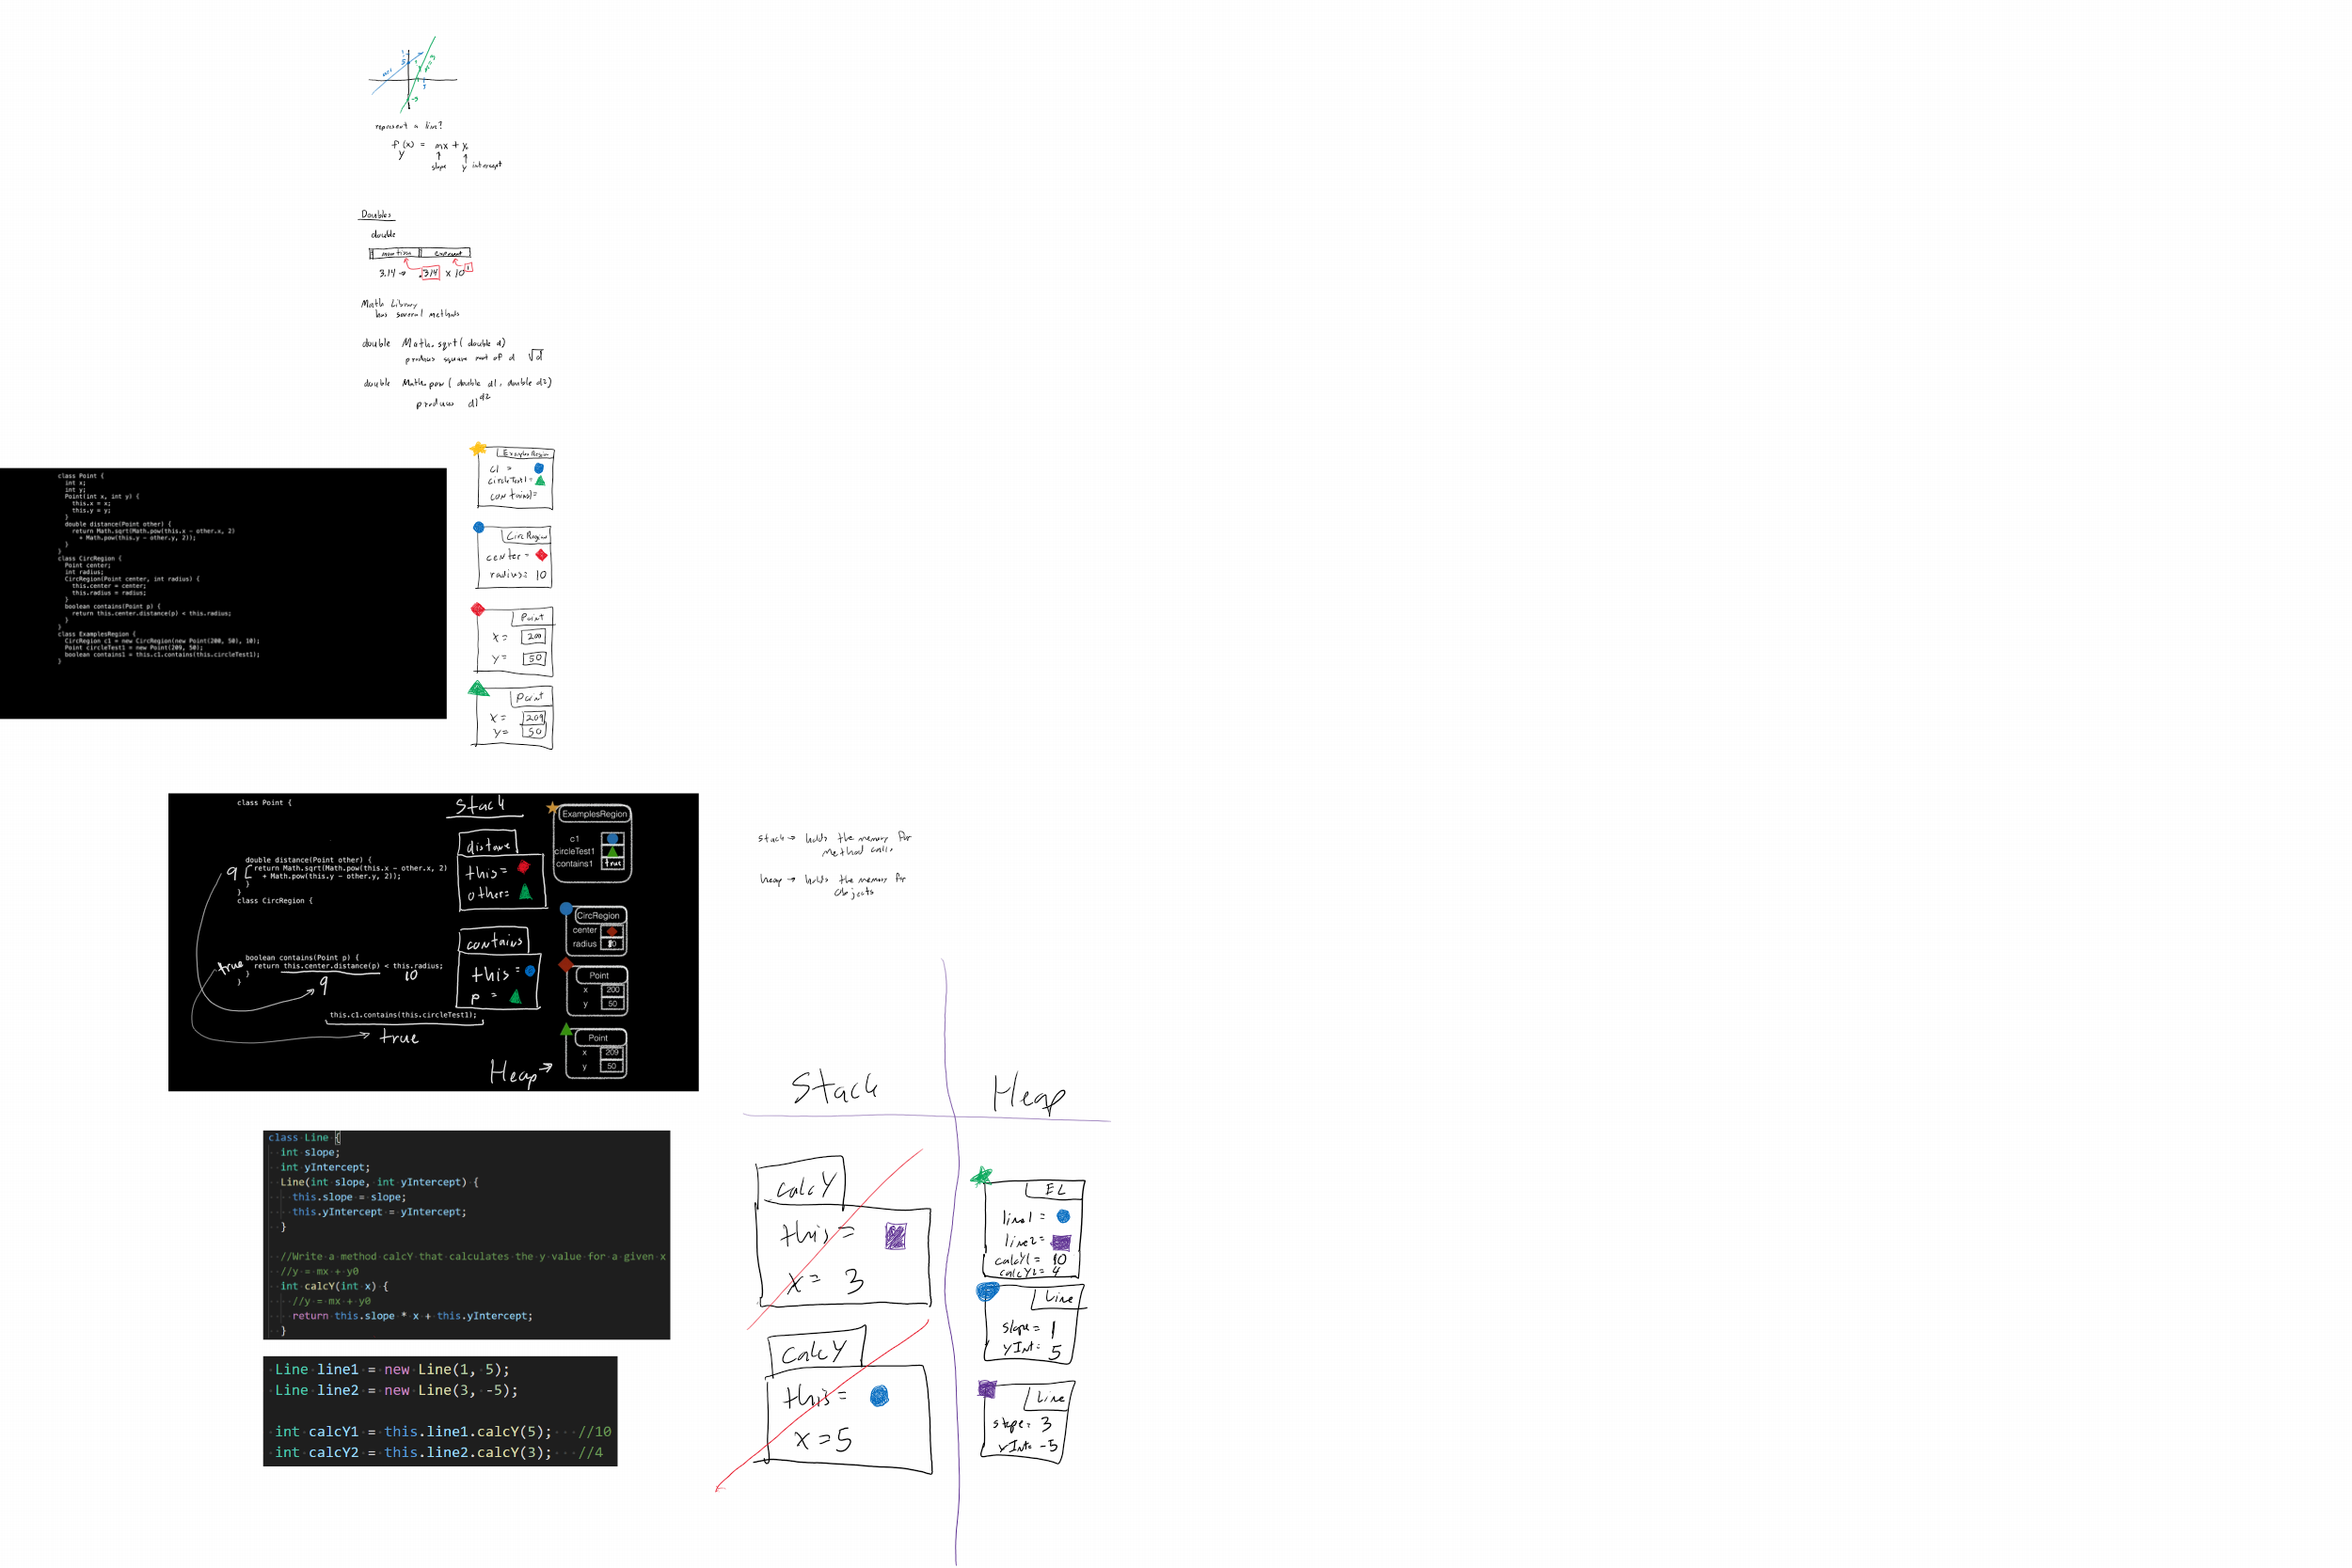 m=1
m=3
-5
represent a line?
f(x) = mx + y₀
y
slope
y intercept
Doubles
double
mantissa exponent
3.14 → .314 x 10¹
Math Library
has several methods
double Math.sqrt(double d)
produces square root of d √d
double Math.pow(double d1, double d2)
produces d1^d2
class Point {
int x;
int y;
Point(int x, int y) {
this.x = x;
this.y = y;
}
double distance(Point other) {
return Math.sqrt(Math.pow(this.x - other.x, 2)
+ Math.pow(this.y - other.y, 2));
}
}
class CircRegion {
Point center;
int radius;
CircRegion(Point center, int radius) {
this.center = center;
this.radius = radius;
}
boolean contains(Point p) {
return this.center.distance(p) < this.radius;
}
}
class ExamplesRegion {
CircRegion c1 = new CircRegion(new Point(200, 50), 10);
Point circleTest1 = new Point(209, 50);
boolean contains1 = this.c1.contains(this.circleTest1);
}
ExamplesRegion
c1 =
circleTest1=
contains1=
CircRegion
center=
radius= 10
Point
x= 200
y= 50
Point
x= 209
y= 50
class Point {
double distance(Point other) {
9 return Math.sqrt(Math.pow(this.x - other.x, 2)
+ Math.pow(this.y - other.y, 2));
}
}
class CircRegion {
boolean contains(Point p) {
true return this.center.distance(p) < this.radius;
}
}
9 10
this.c1.contains(this.circleTest1);
true
Stack
distance
this=
other=
contains
this=
p =
Heap →
ExamplesRegion
c1
circleTest1
contains1 true
CircRegion
center
radius 10
Point
x 200
y 50
Point
x 209
y 50
stack → holds the memory for
method calls
heap → holds the memory for
objects
class Line {
int slope;
int yIntercept;
Line(int slope, int yIntercept) {
this.slope = slope;
this.yIntercept = yIntercept;
}
//Write a method calcY that calculates the y value for a given x
//y = mx + y0
int calcY(int x) {
//y = mx + y0
return this.slope * x + this.yIntercept;
}
Line line1 = new Line(1, 5);
Line line2 = new Line(3, -5);
int calcY1 = this.line1.calcY(5); //10
int calcY2 = this.line2.calcY(3); //4
Stack
calcY
this =
x= 3
calcY
this=
x=5
Heap
EL
line1 =
line2=
calcY1= 10
calcY2= 4
Line
slope= 1
yInt= 5
Line
slope= 3
yInt= -5